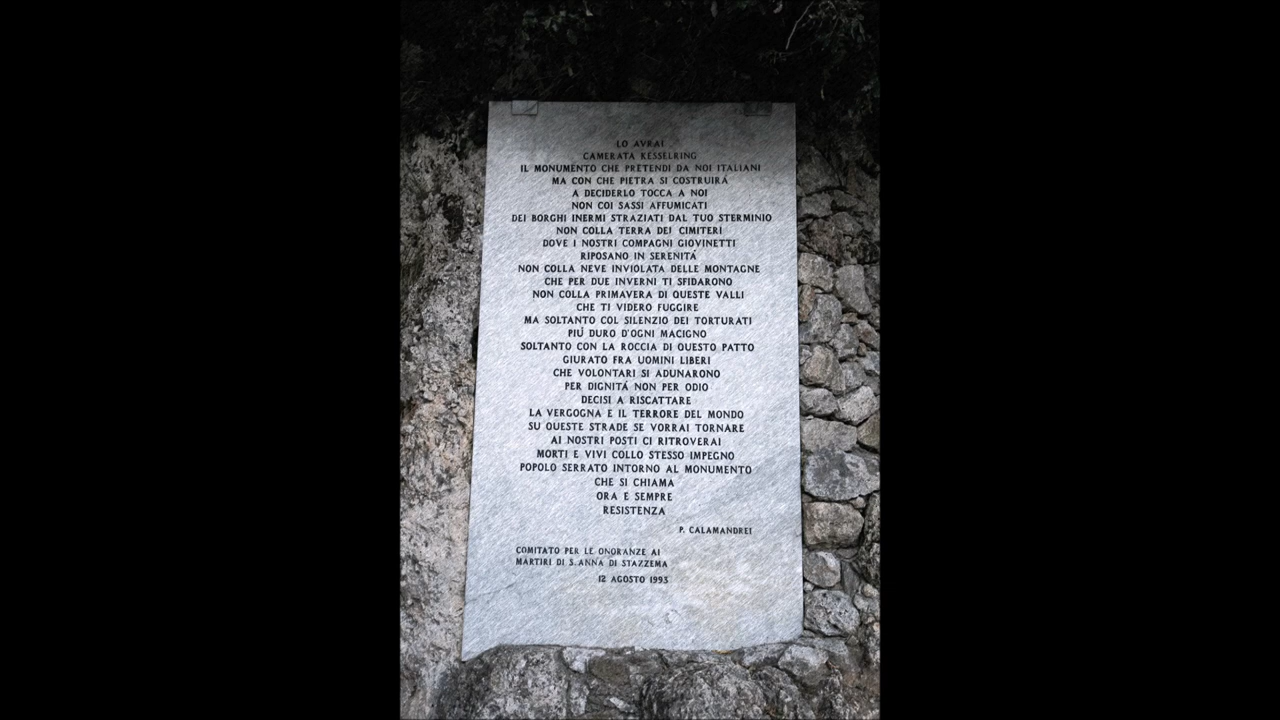 LO AVRAI
CAMERATA KESSELRING
IL MONUMENTO CHE PRETENDI DA NOI ITALIANI
MA CON CHE PIETRA SI COSTRUIRÁ
A DECIDERLO TOCCA A NOI
NON COI SASSI AFFUMICATI
DEI BORGHI INERMI STRAZIATI DAL TUO STERMINIO
NON COLLA TERRA DEI CIMITERI
DOVE I NOSTRI COMPAGNI GIOVINETTI
RIPOSANO IN SERENITÁ
NON COLLA NEVE INVIOLATA DELLE MONTAGNE
CHE PER DUE INVERNI TI SFIDARONO
NON COLLA PRIMAVERA DI QUESTE VALLI
CHE TI VIDERO FUGGIRE
MA SOLTANTO COL SILENZIO DEI TORTURATI
PIÚ DURO D'OGNI MACIGNO
SOLTANTO CON LA ROCCIA DI QUESTO PATTO
GIURATO FRA UOMINI LIBERI
CHE VOLONTARI SI ADUNARONO
PER DIGNITÁ NON PER ODIO
DECISI A RISCATTARE
LA VERGOGNA E IL TERRORE DEL MONDO
SU QUESTE STRADE SE VORRAI TORNARE
AI NOSTRI POSTI CI RITROVERAI
MORTI E VIVI COLLO STESSO IMPEGNO
POPOLO SERRATO INTORNO AL MONUMENTO
CHE SI CHIAMA
ORA E SEMPRE
RESISTENZA
P. CALAMANDREI
COMITATO PER LE ONORANZE AI
MARTIRI DI S. ANNA DI STAZZEMA
12 AGOSTO 1993